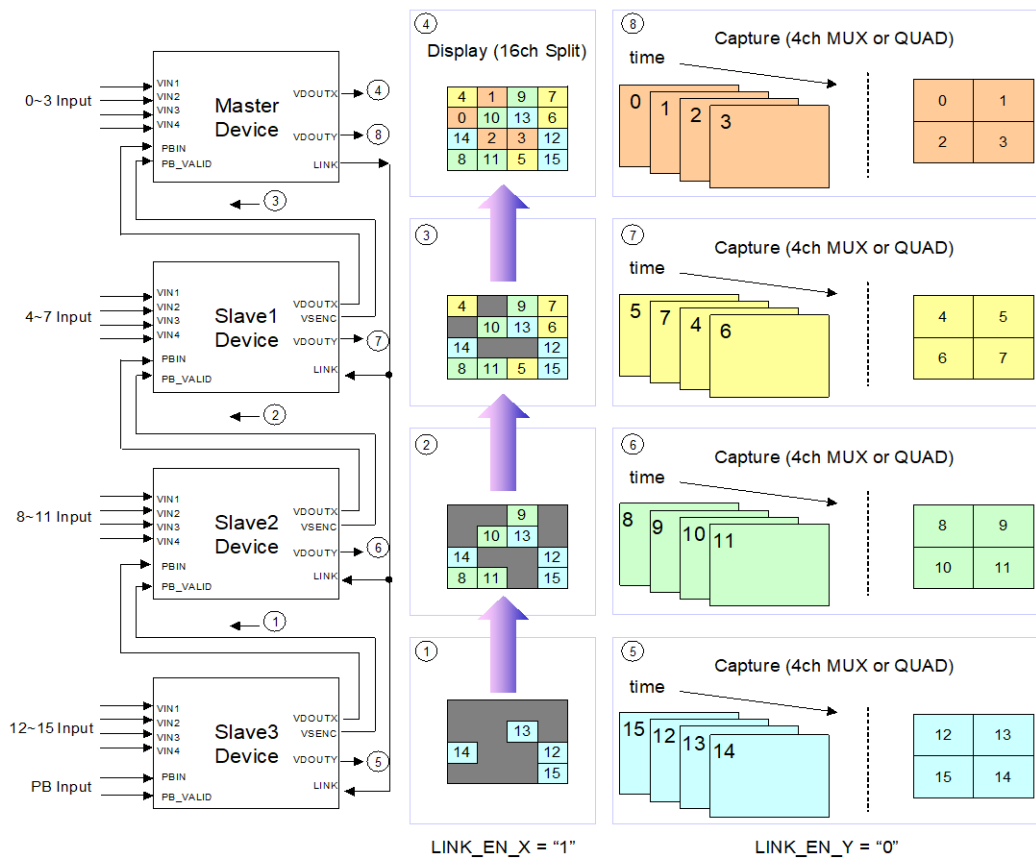 0~3 Input
VIN1
VIN2
VIN3
VIN4
PBIN
PB_VALID
Master
Device
VDOUTX
VDOUTY
LINK
4
8
3
4~7 Input
VIN1
VIN2
VIN3
VIN4
PBIN
PB_VALID
Slave1
Device
VDOUTX
VSENC
VDOUTY
LINK
7
2
8~11 Input
VIN1
VIN2
VIN3
VIN4
PBIN
PB_VALID
Slave2
Device
VDOUTX
VSENC
VDOUTY
LINK
6
1
12~15 Input
PB Input
VIN1
VIN2
VIN3
VIN4
PBIN
PB_VALID
Slave3
Device
VDOUTX
VSENC
VDOUTY
LINK
5
4
Display (16ch Split)
4 1 9 7
0 10 13 6
14 2 3 12
8 11 5 15
3
4 9 7
10 13 6
14 12
8 11 5 15
2
9
10 13
14 12
8 11 15
1
13
14 12
15
LINK_EN_X = "1"
8
Capture (4ch MUX or QUAD)
time
0 1 2 3
0 1
2 3
7
Capture (4ch MUX or QUAD)
time
5 7 4 6
4 5
6 7
6
Capture (4ch MUX or QUAD)
time
8 9 10 11
8 9
10 11
5
Capture (4ch MUX or QUAD)
time
15 12 13 14
12 13
15 14
LINK_EN_Y = "0"